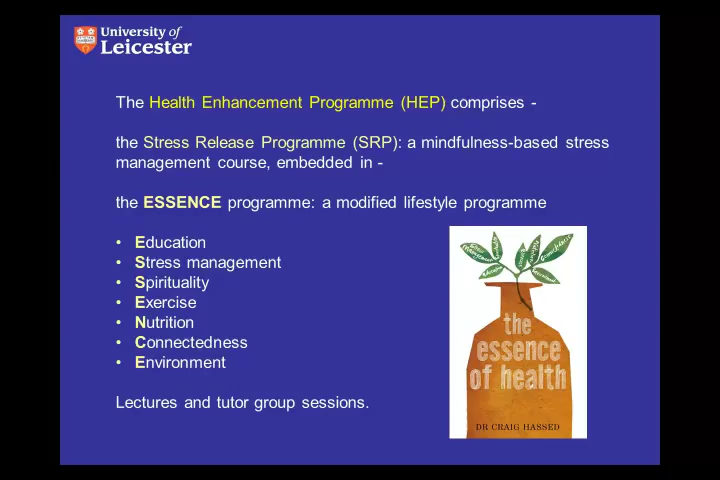 University of
Leicester
The Health Enhancement Programme (HEP) comprises -
the Stress Release Programme (SRP): a mindfulness-based stress
management course, embedded in -
the ESSENCE programme: a modified lifestyle programme
• Education
• Stress management
• Spirituality
• Exercise
• Nutrition
• Connectedness
• Environment
Lectures and tutor group sessions.
the
essence
of health
DR CRAIG HASSED